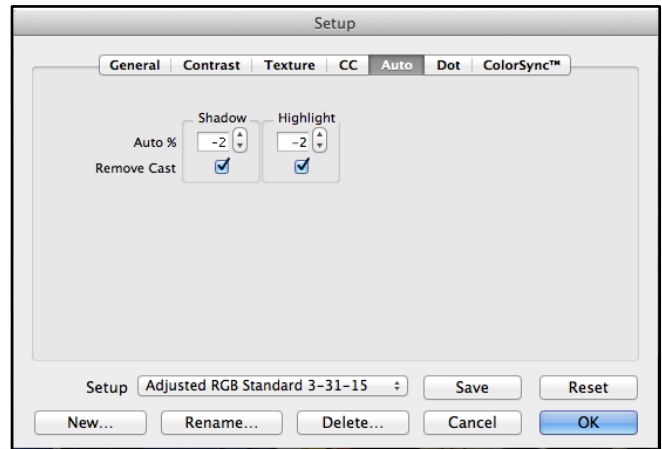 Setup
General Contrast Texture CC Auto Dot ColorSync™
Shadow Highlight
Auto % -2 -2
Remove Cast
Setup Adjusted RGB Standard 3-31-15 Save Reset
New... Rename... Delete... Cancel OK